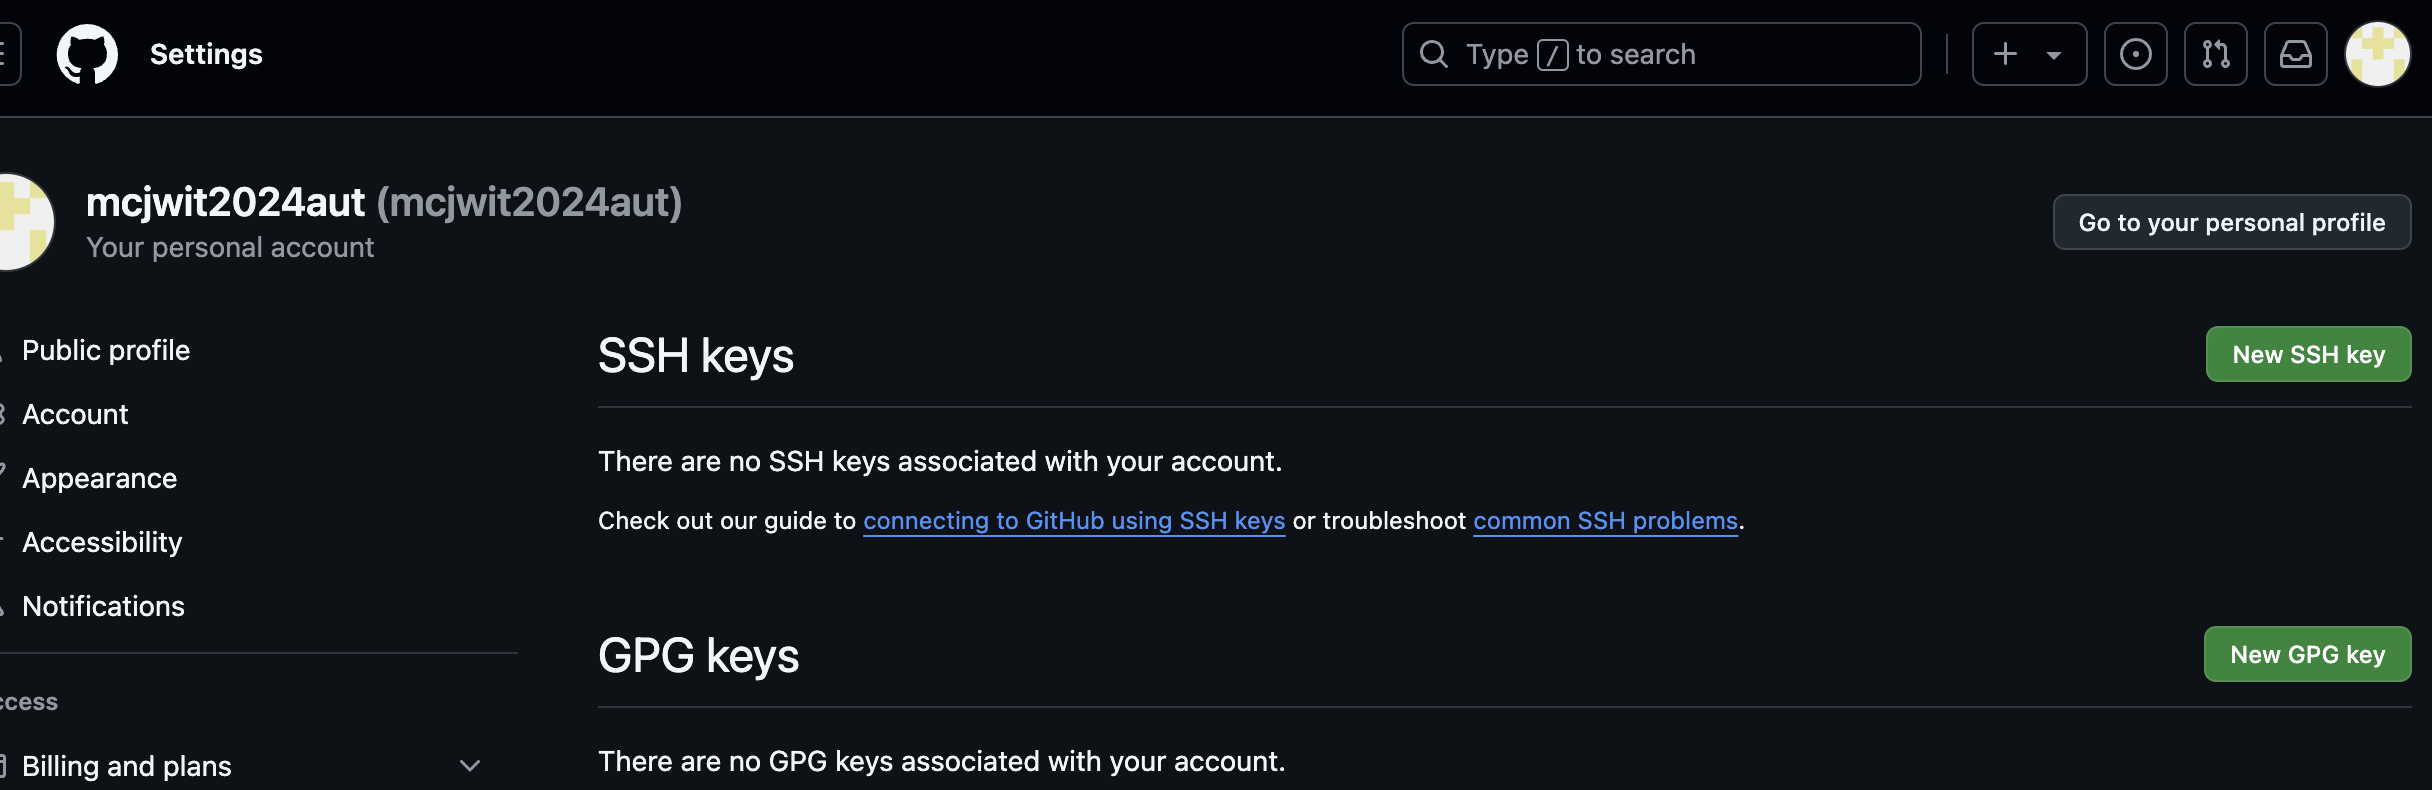 Settings
Type / to search
mcjwit2024aut (mcjwit2024aut)
Your personal account
Go to your personal profile
Public profile
Account
Appearance
Accessibility
Notifications
ccess
Billing and plans
SSH keys
New SSH key
There are no SSH keys associated with your account.
Check out our guide to connecting to GitHub using SSH keys or troubleshoot common SSH problems.
GPG keys
New GPG key
There are no GPG keys associated with your account.